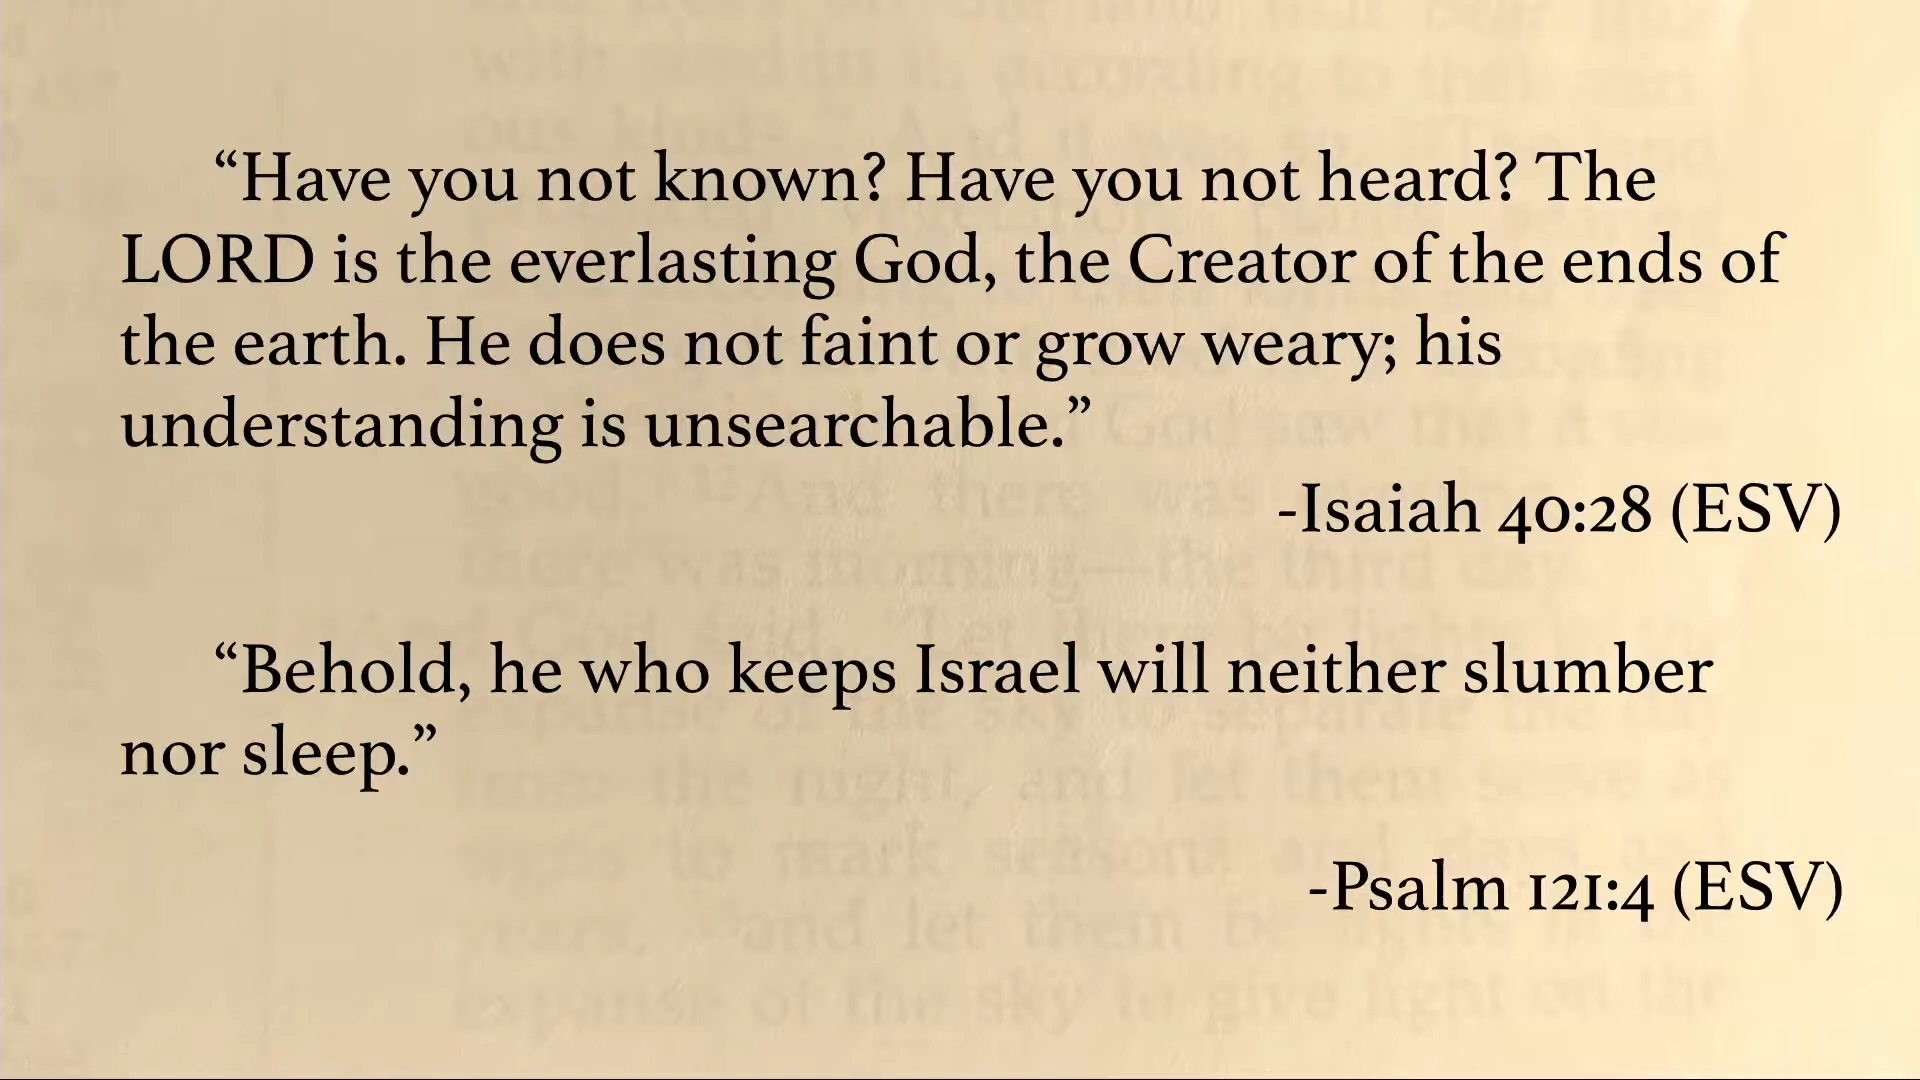 “Have you not known? Have you not heard? The
LORD is the everlasting God, the Creator of the ends of
the earth. He does not faint or grow weary; his
understanding is unsearchable.”
-Isaiah 40:28 (ESV)
“Behold, he who keeps Israel will neither slumber
nor sleep.”
-Psalm 121:4 (ESV)